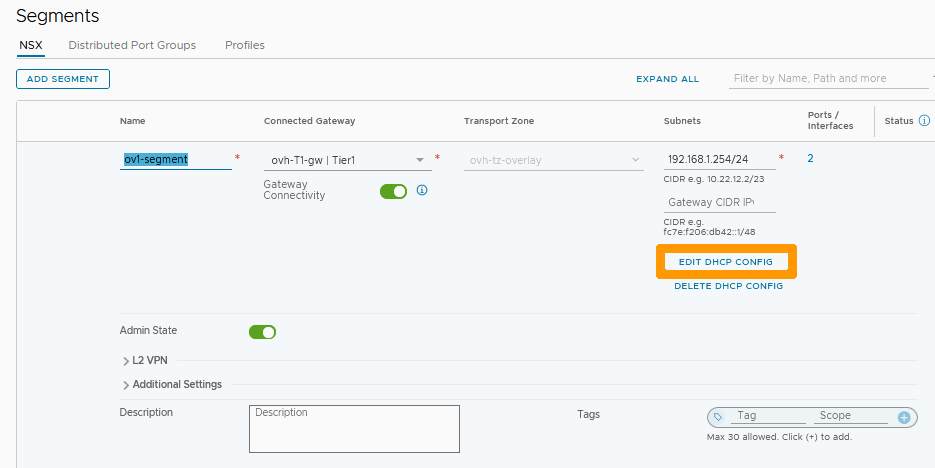 Segments
NSX Distributed Port Groups Profiles
ADD SEGMENT EXPAND ALL Filter by Name, Path and more
Name Connected Gateway Transport Zone Subnets Ports / Interfaces Status
ov1-segment * ovh-T1-gw | Tier1 * ovh-tz-overlay 192.168.1.254/24 * 2
Gateway Connectivity
CIDR e.g. 10.22.12.2/23
Gateway CIDR IPv
CIDR e.g.
fc7e:f206:db42::1/48
EDIT DHCP CONFIG
DELETE DHCP CONFIG
Admin State
L2 VPN
Additional Settings
Description Description Tags Tag Scope
Max 30 allowed. Click (+) to add.